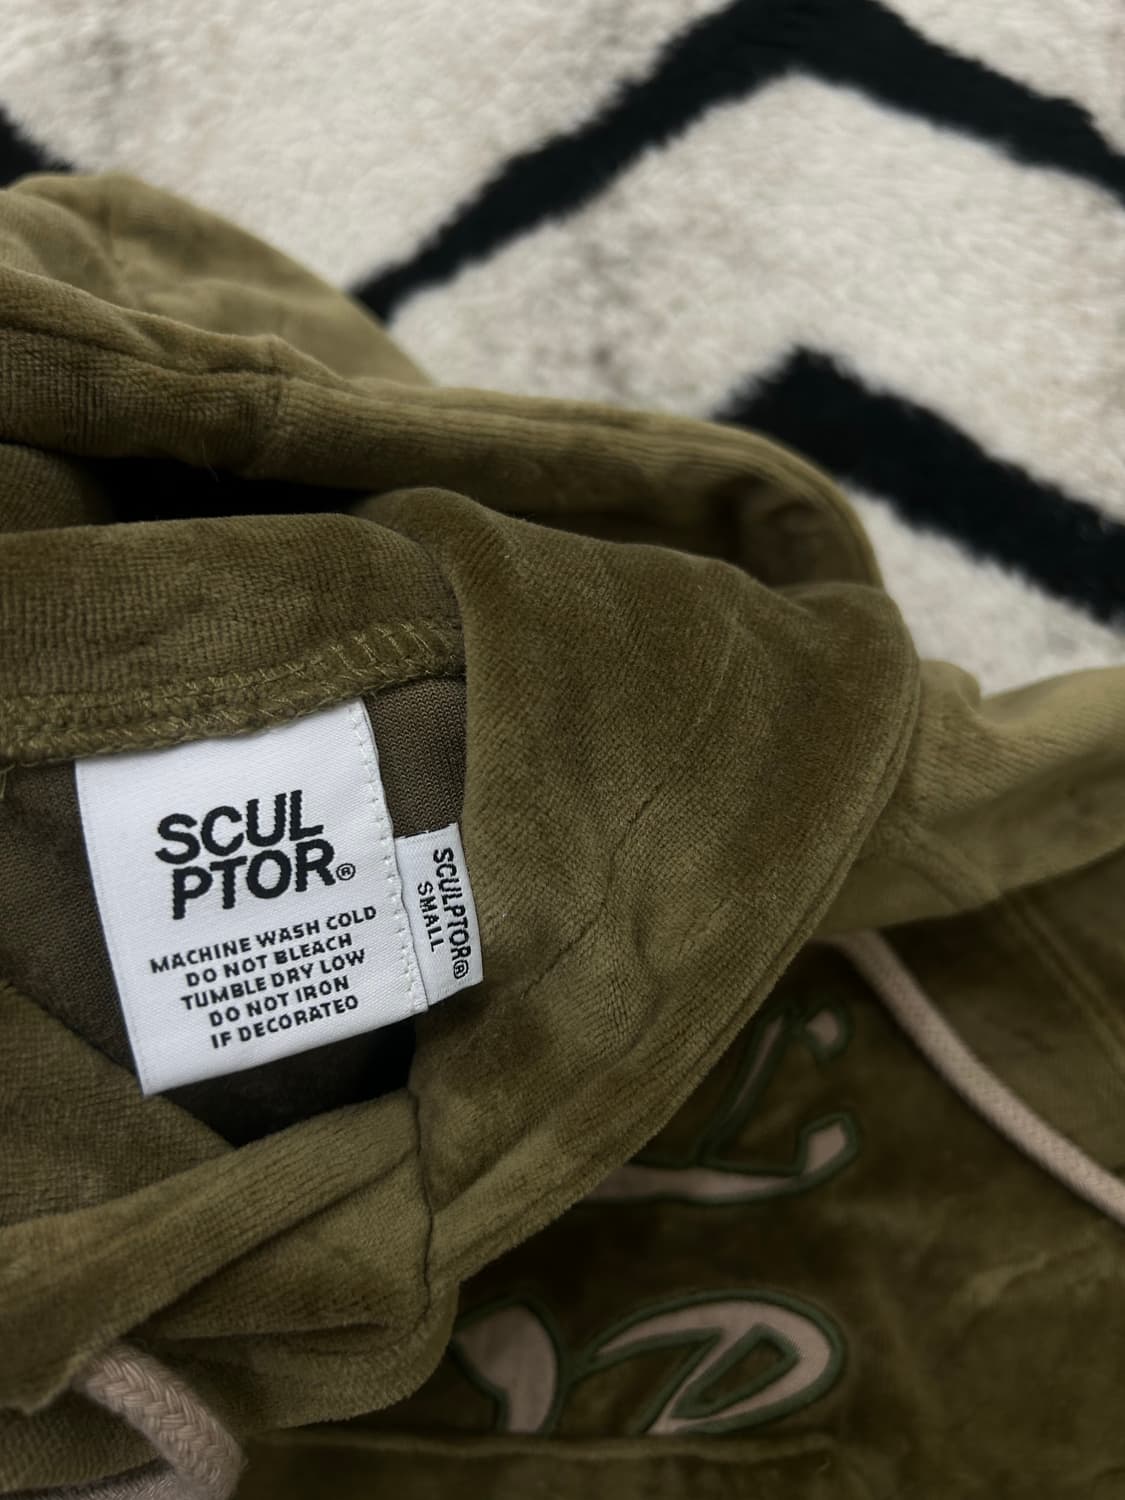 SCUL
PTOR®
MACHINE WASH COLD
DO NOT BLEACH
TUMBLE DRY LOW
DO NOT IRON
IF DECORATED
SCULPTOR®
SMALL